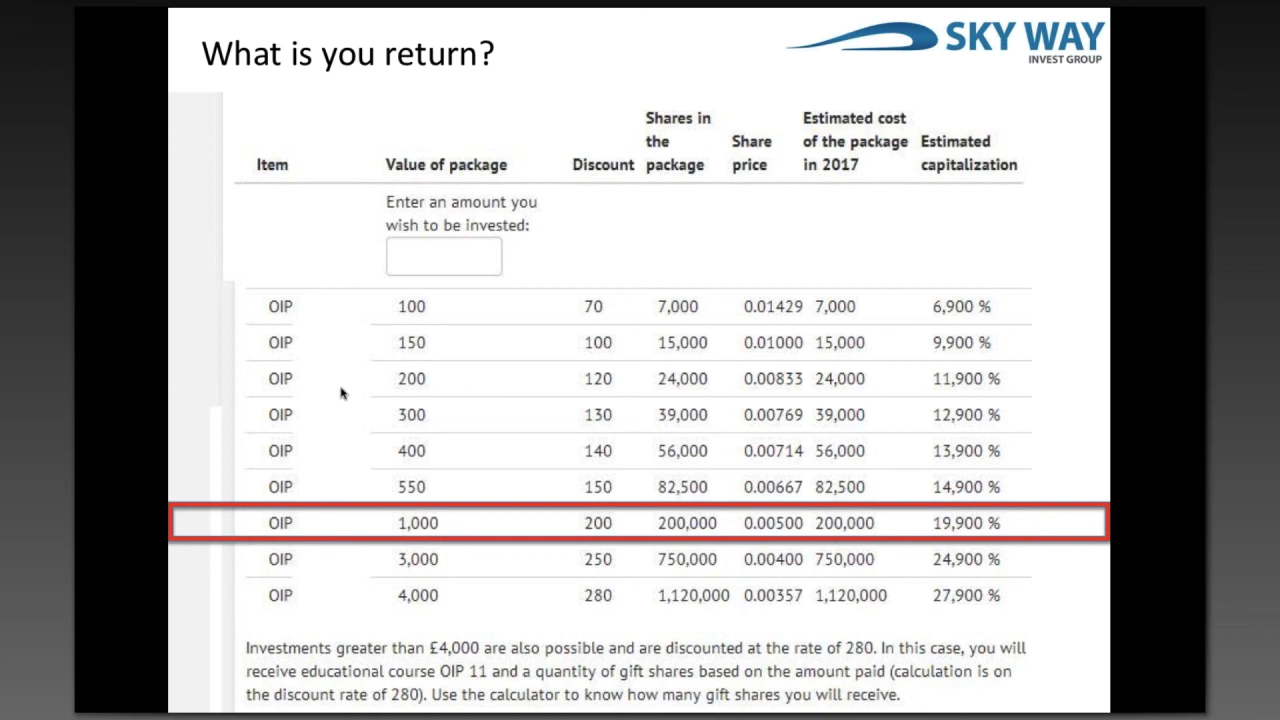 What is you return?
SKY WAY
INVEST GROUP
Item Value of package Discount Shares in the package Share price Estimated cost of the package in 2017 Estimated capitalization
Enter an amount you
wish to be invested:
OIP 100 70 7,000 0.01429 7,000 6,900 %
OIP 150 100 15,000 0.01000 15,000 9,900 %
OIP 200 120 24,000 0.00833 24,000 11,900 %
OIP 300 130 39,000 0.00769 39,000 12,900 %
OIP 400 140 56,000 0.00714 56,000 13,900 %
OIP 550 150 82,500 0.00667 82,500 14,900 %
OIP 1,000 200 200,000 0.00500 200,000 19,900 %
OIP 3,000 250 750,000 0.00400 750,000 24,900 %
OIP 4,000 280 1,120,000 0.00357 1,120,000 27,900 %
Investments greater than £4,000 are also possible and are discounted at the rate of 280. In this case, you will
receive educational course OIP 11 and a quantity of gift shares based on the amount paid (calculation is on
the discount rate of 280). Use the calculator to know how many gift shares you will receive.